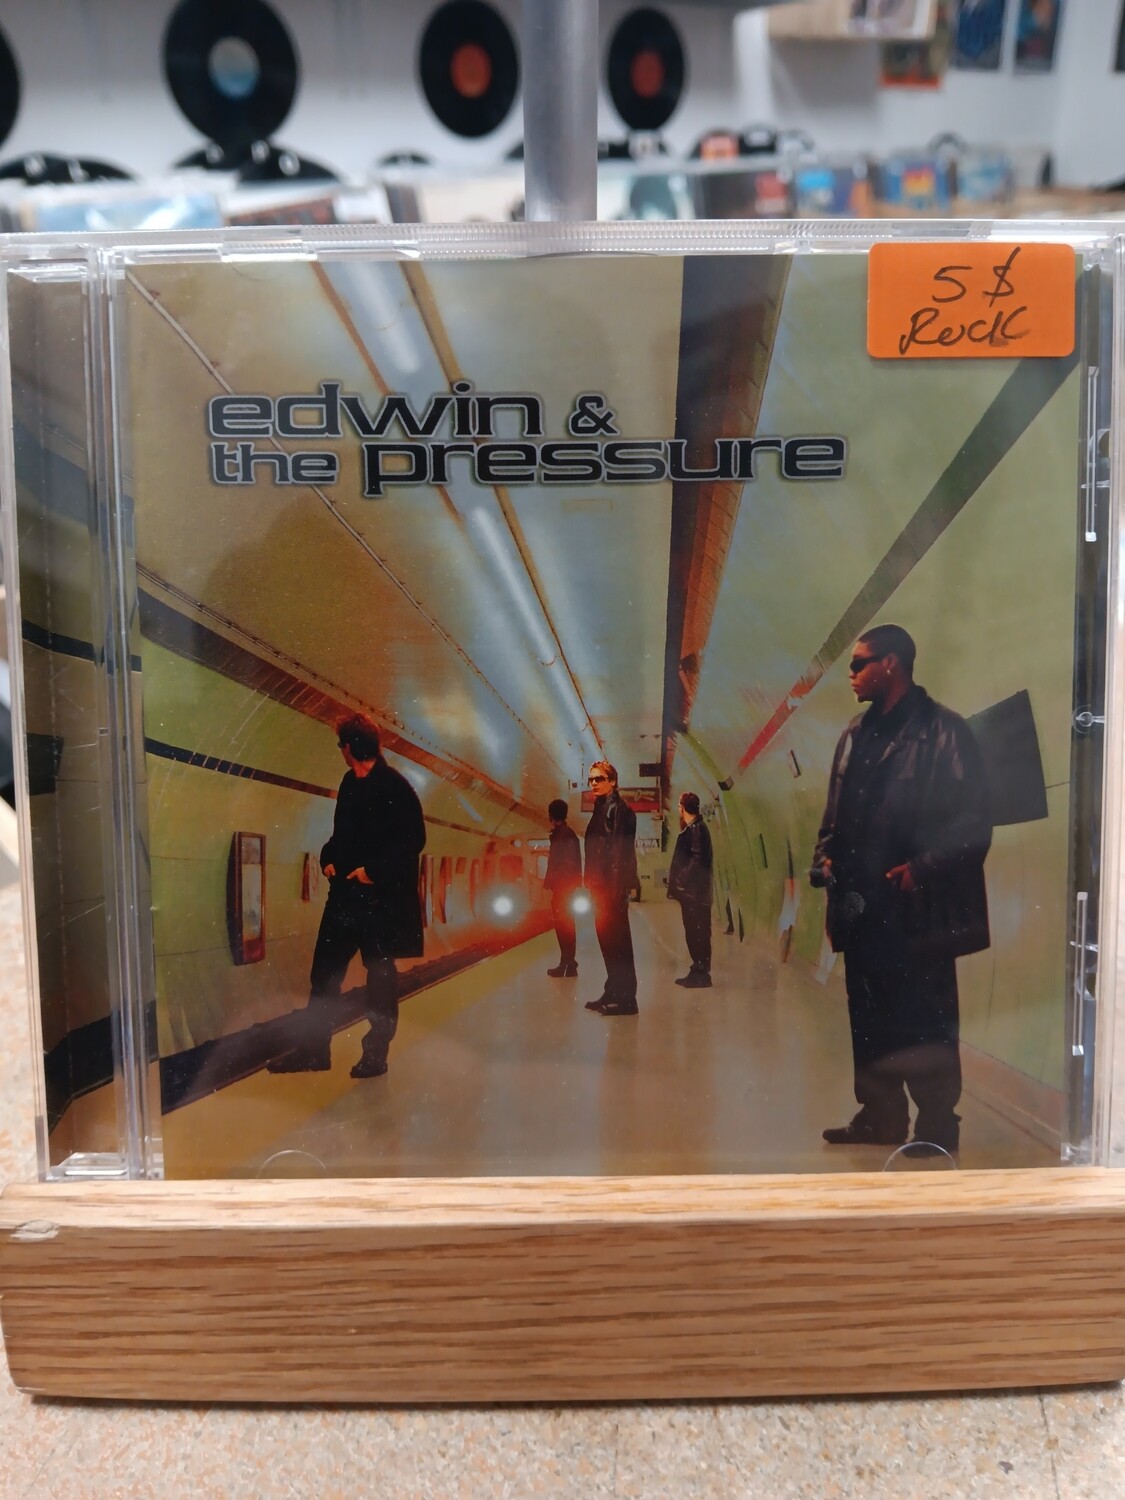 5 $
Rock
edwin &
the pressure